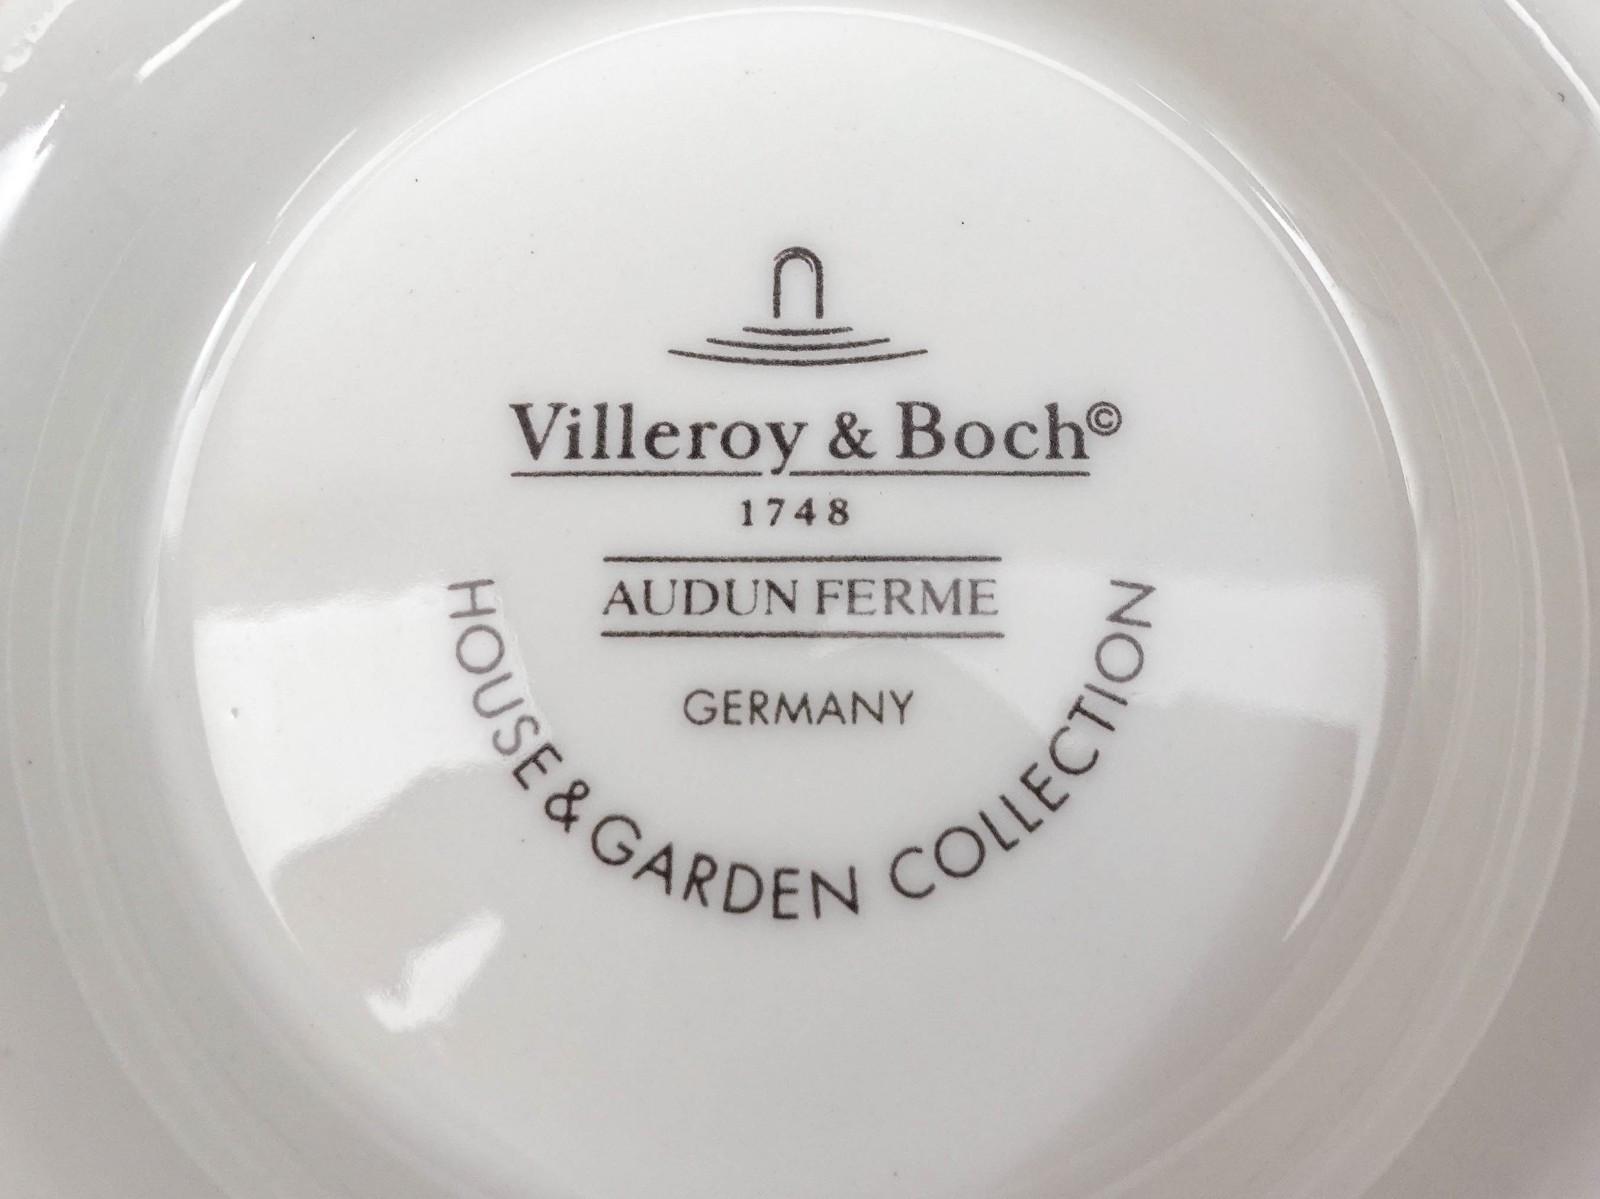 Villeroy & Boch©
1748
AUDUN FERME
GERMANY
HOUSE & GARDEN COLLECTION